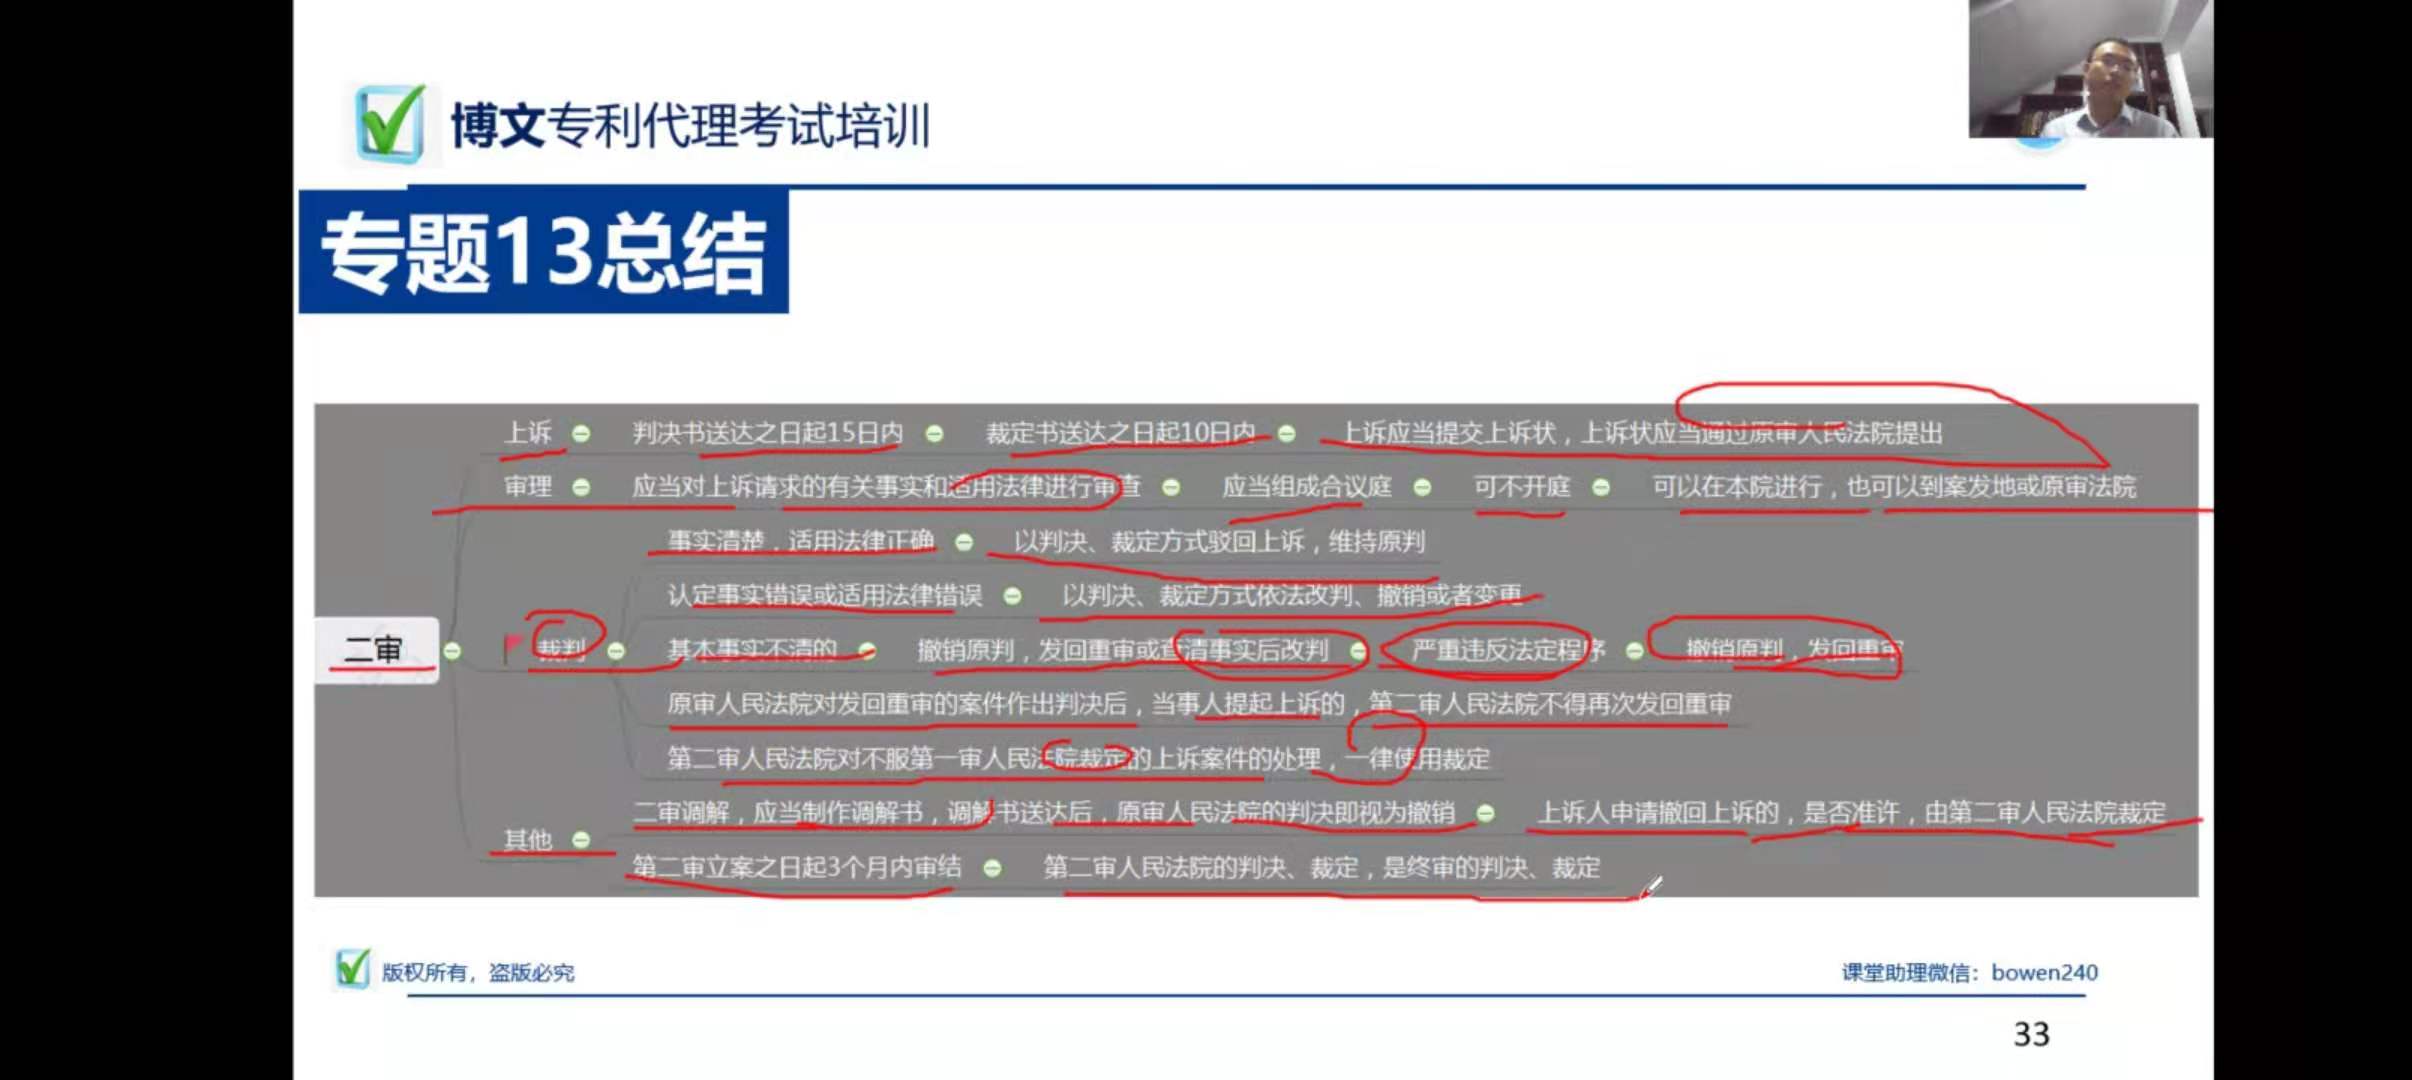 博文专利代理考试培训
专题13总结
上诉 判决书送达之日起15日内 裁定书送达之日起10日内 上诉应当提交上诉状，上诉状应当通过原审人民法院提出
审理 应当对上诉请求的有关事实和适用法律进行审查 应当组成合议庭 可不开庭 可以在本院进行，也可以到案发地或原审法院
事实清楚，适用法律正确 以判决、裁定方式驳回上诉，维持原判
认定事实错误或适用法律错误 以判决、裁定方式依法改判、撤销或者变更
二审 裁判 基本事实不清的 撤销原判，发回重审或查清事实后改判 严重违反法定程序 撤销原判，发回重审
原审人民法院对发回重审的案件作出判决后，当事人提起上诉的，第二审人民法院不得再次发回重审
第二审人民法院对不服第一审人民法院裁定的上诉案件的处理，一律使用裁定
二审调解，应当制作调解书，调解书送达后，原审人民法院的判决即视为撤销 上诉人申请撤回上诉的，是否准许，由第二审人民法院裁定
其他
第二审立案之日起3个月内审结 第二审人民法院的判决、裁定，是终审的判决、裁定
版权所有，盗版必究 课堂助理微信：bowen240
33